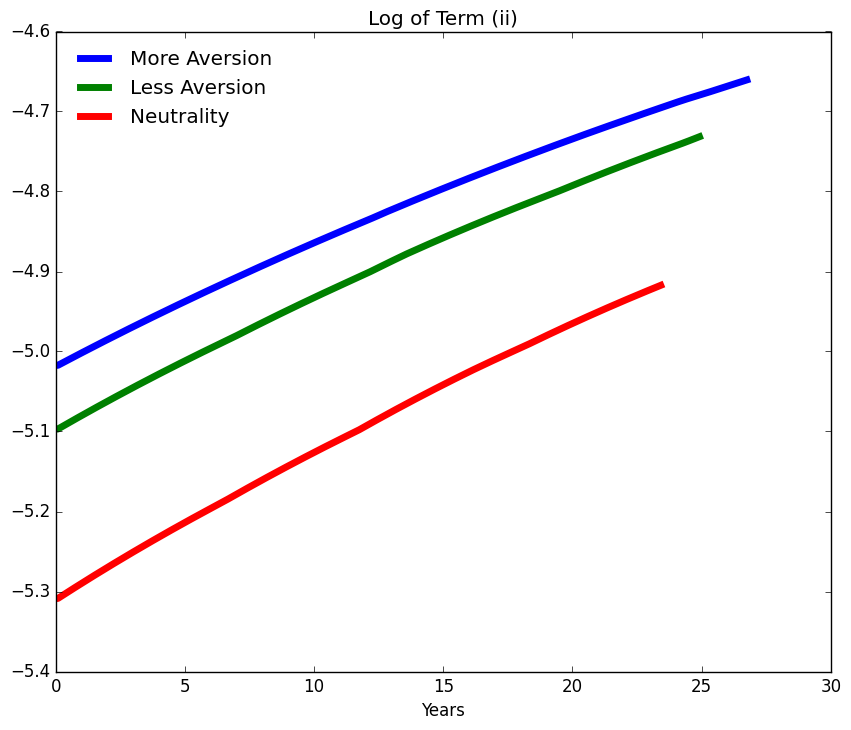 Log of Term (ii)
−4.6
More Aversion
Less Aversion
Neutrality
−4.7
−4.8
−4.9
−5.0
−5.1
−5.2
−5.3
−5.4
0 5 10 15 20 25 30
Years